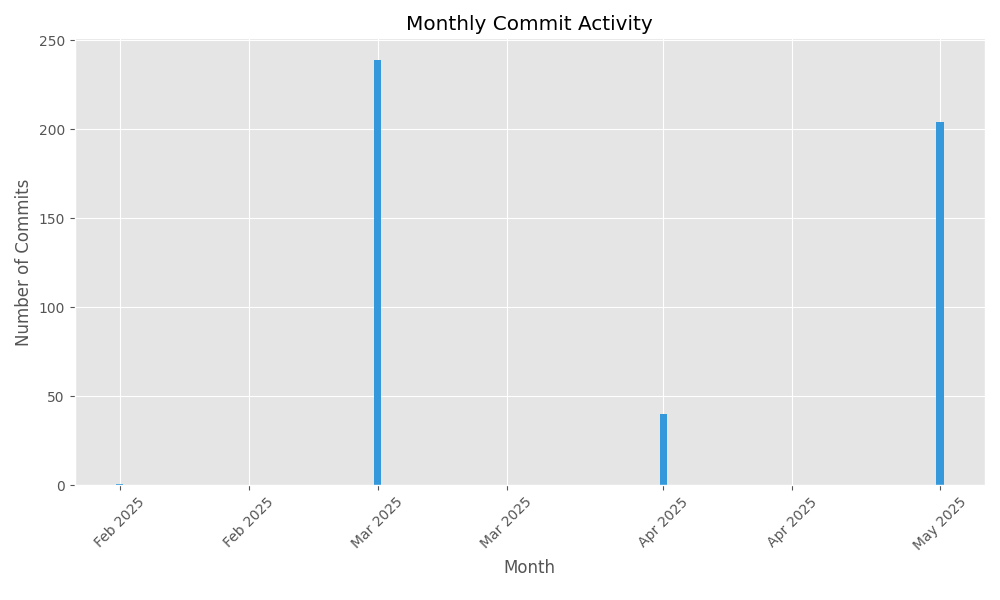 Monthly Commit Activity
Number of Commits
250
200
150
100
50
0
Feb 2025
Feb 2025
Mar 2025
Mar 2025
Apr 2025
Apr 2025
May 2025
Month